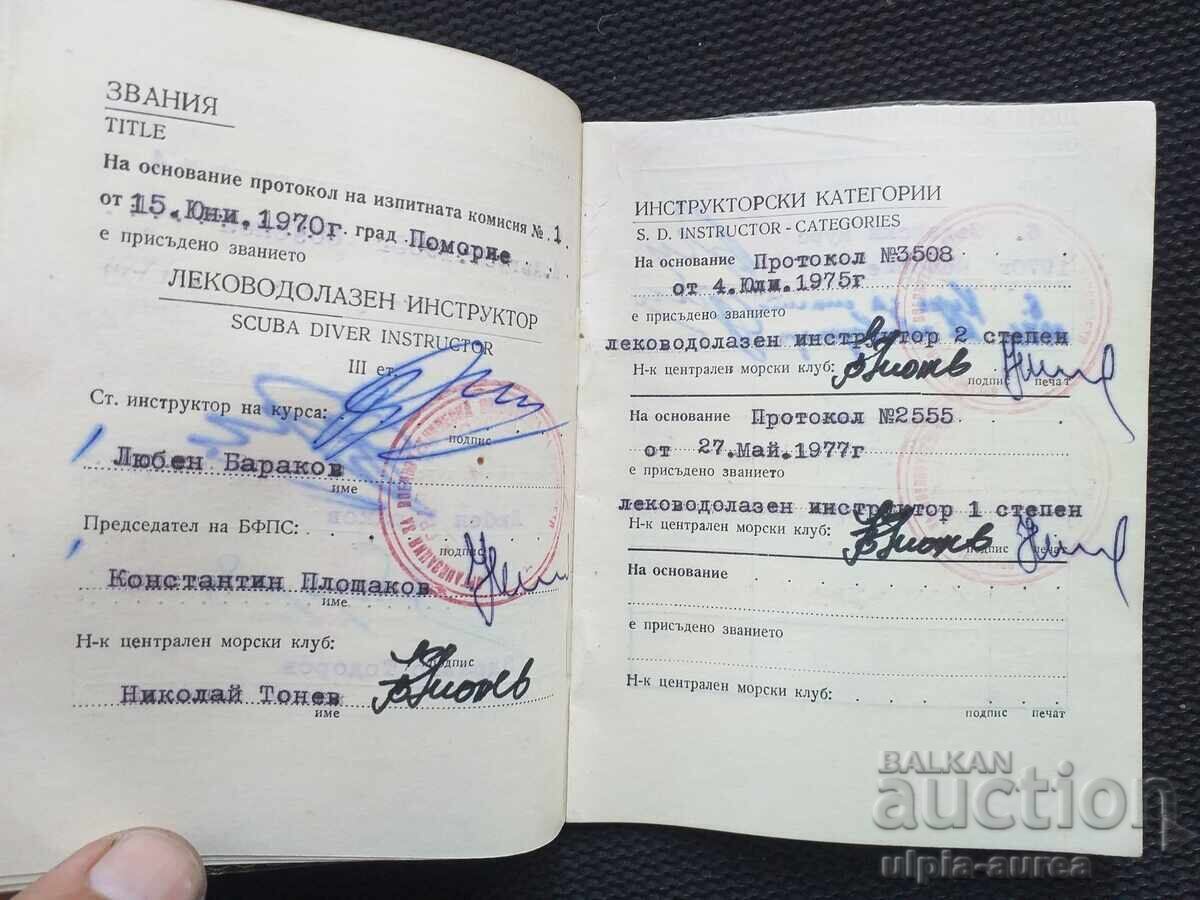 ЗВАНИЯ
TITLE
На основание протокол на изпитната комисия № 1
от 15. Юни. 1970г град Поморие
е присъдено званието
ЛЕКОВОДОЛАЗЕН ИНСТРУКТОР
SCUBA DIVER INSTRUCTOR
III ет.
Ст. инструктор на курса:
подпис
Любен Бараков
име
Председател на БФПС:
подпис
Константин Площаков
име
Н-к централен морски клуб:
подпис
Николай Тонев
име
ИНСТРУКТОРСКИ КАТЕГОРИИ
S. D. INSTRUCTOR - CATEGORIES
На основание Протокол №3508
от 4.Юли.1975г
е присъдено званието
леководолазен инструктор 2 степен
Н-к централен морски клуб:
подпис печат
На основание Протокол №2555
от 27.Май.1977г
е присъдено званието
леководолазен инструктор 1 степен
Н-к централен морски клуб:
подпис печат
На основание
е присъдено званието
Н-к централен морски клуб:
подпис печат
BALKAN
auction
ulpia-aurea